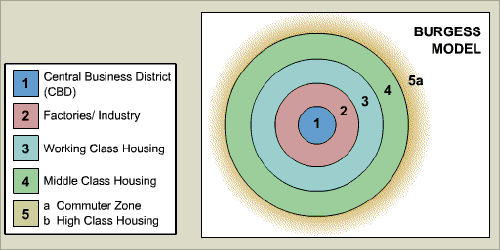 BURGESS
MODEL
1 Central Business District
(CBD)
2 Factories/ Industry
3 Working Class Housing
4 Middle Class Housing
5 a Commuter Zone
b High Class Housing
1
2
3
4
5a